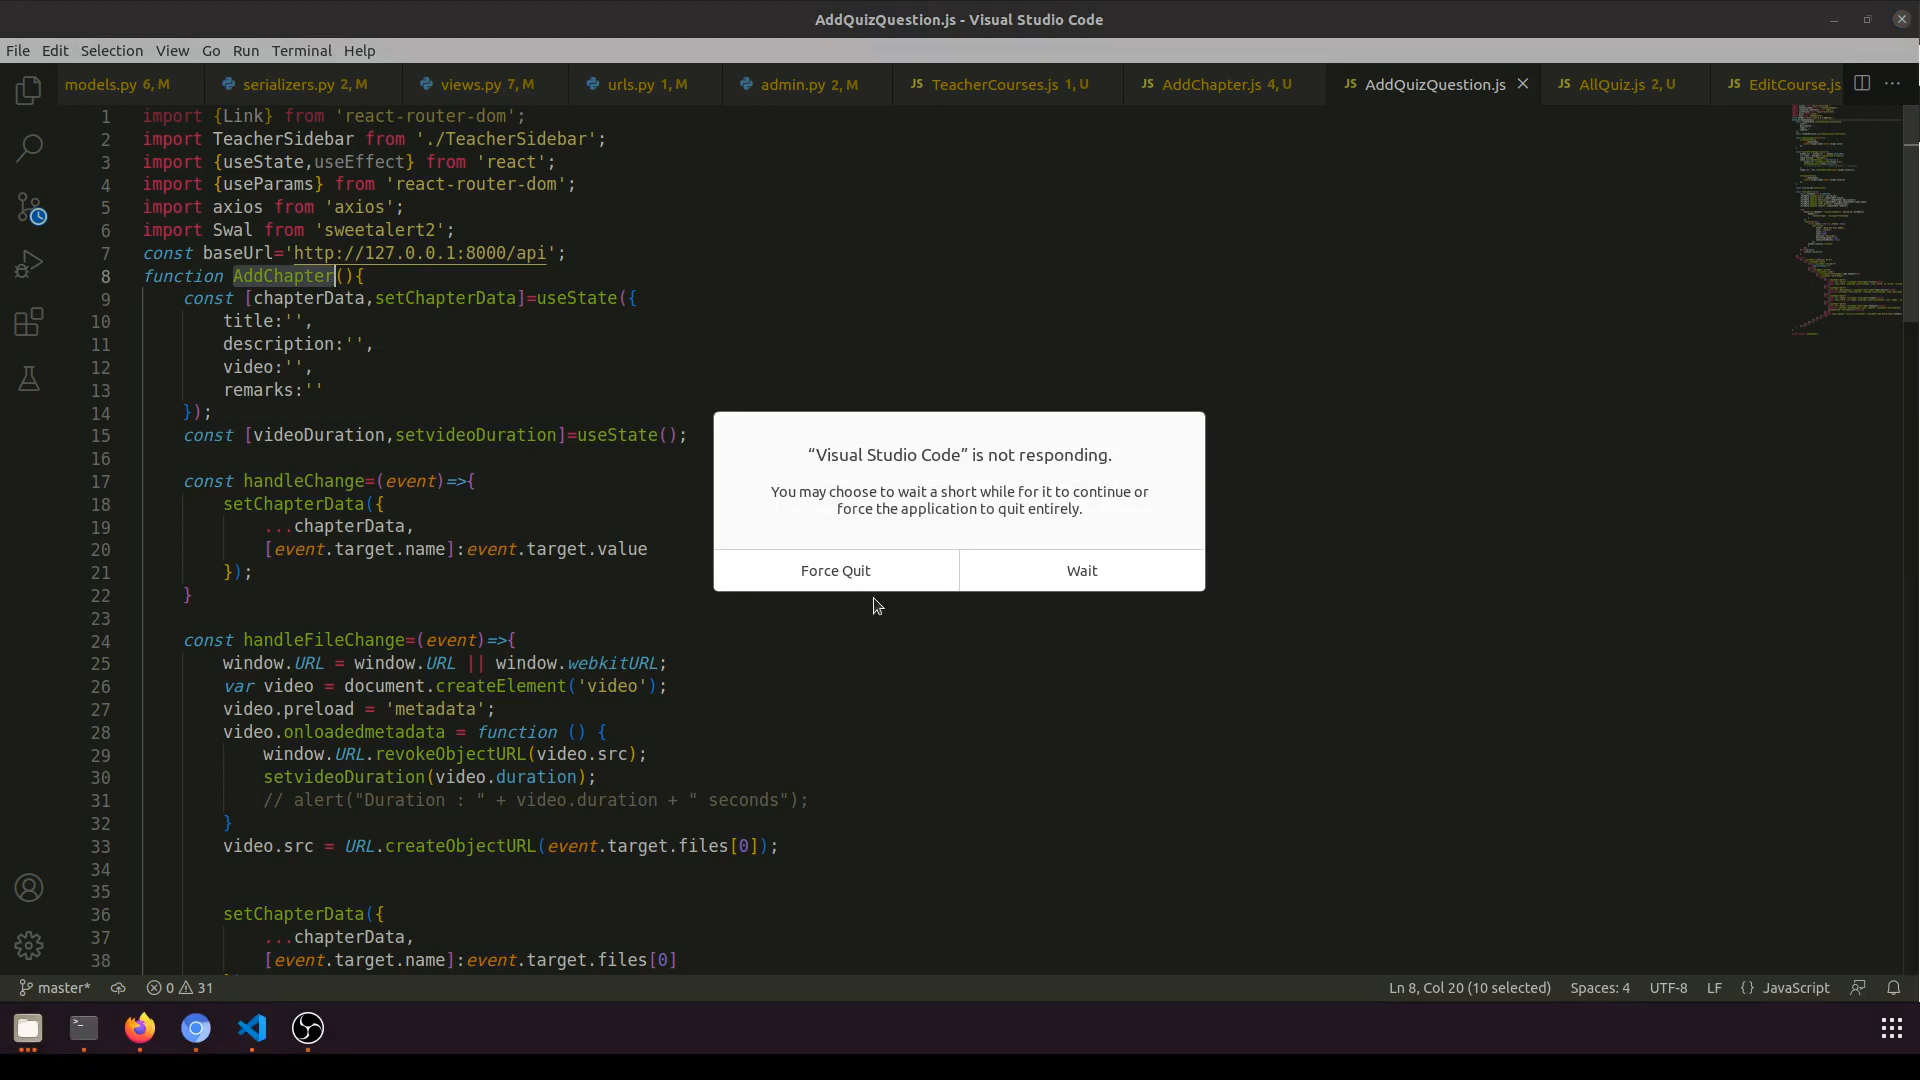 AddQuizQuestion.js - Visual Studio Code
File Edit Selection View Go Run Terminal Help
models.py 6, M serializers.py 2, M views.py 7, M urls.py 1, M admin.py 2, M JS TeacherCourses.js 1, U JS AddChapter.js 4, U JS AddQuizQuestion.js JS AllQuiz.js 2, U JS EditCourse.js
1 import {Link} from 'react-router-dom';
2 import TeacherSidebar from './TeacherSidebar';
3 import {useState,useEffect} from 'react';
4 import {useParams} from 'react-router-dom';
5 import axios from 'axios';
6 import Swal from 'sweetalert2';
7 const baseUrl='http://127.0.0.1:8000/api';
8 function AddChapter(){
9 const [chapterData,setChapterData]=useState({
10 title:'',
11 description:'',
12 video:'',
13 remarks:''
14 });
15 const [videoDuration,setvideoDuration]=useState();
16
17 const handleChange=(event)=>{
18 setChapterData({
19 ...chapterData,
20 [event.target.name]:event.target.value
21 });
22 }
23
24 const handleFileChange=(event)=>{
25 window.URL = window.URL || window.webkitURL;
26 var video = document.createElement('video');
27 video.preload = 'metadata';
28 video.onloadedmetadata = function () {
29 window.URL.revokeObjectURL(video.src);
30 setvideoDuration(video.duration);
31 // alert("Duration : " + video.duration + " seconds");
32 }
33 video.src = URL.createObjectURL(event.target.files[0]);
34
35
36 setChapterData({
37 ...chapterData,
38 [event.target.name]:event.target.files[0]
“Visual Studio Code” is not responding.
You may choose to wait a short while for it to continue or
force the application to quit entirely.
Force Quit Wait
master* 0 31 Ln 8, Col 20 (10 selected) Spaces: 4 UTF-8 LF {} JavaScript